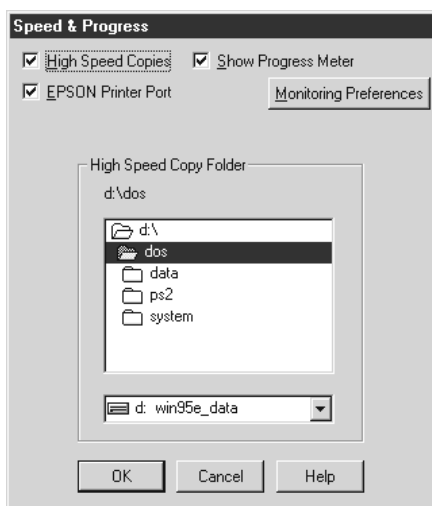 Speed & Progress
High Speed Copies Show Progress Meter
EPSON Printer Port Monitoring Preferences
High Speed Copy Folder
d:\dos
d:\
dos
data
ps2
system
d: win95e_data
OK Cancel Help